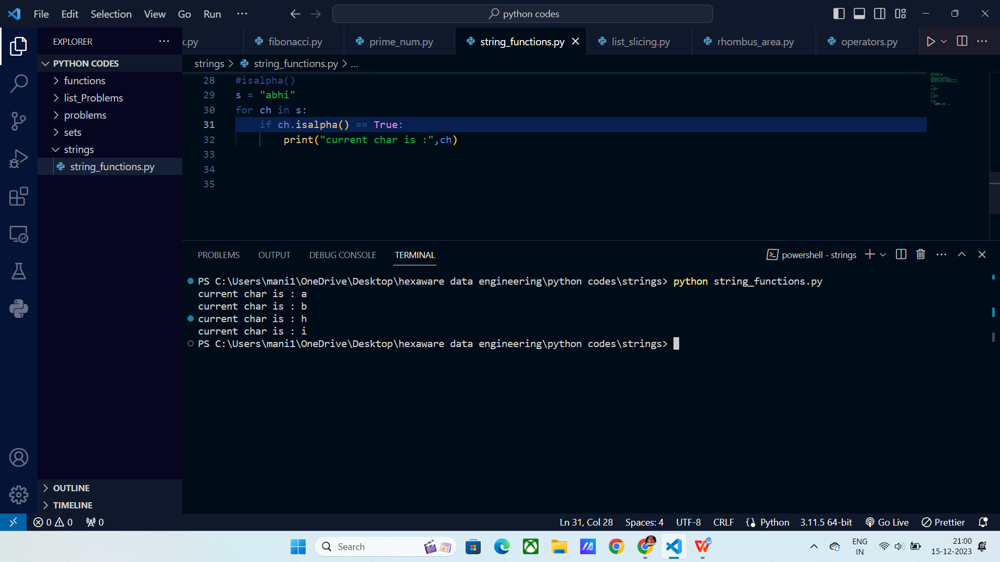 File Edit Selection View Go Run ... python codes
EXPLORER ...
x.py fibonacci.py prime_num.py string_functions.py list_slicing.py rhombus_area.py operators.py
PYTHON CODES
functions
list_Problems
problems
sets
strings
string_functions.py
OUTLINE
TIMELINE
strings > string_functions.py > ...
28 #isalpha()
29 s = "abhi"
30 for ch in s:
31 if ch.isalpha() == True:
32 print("current char is :",ch)
33
34
35
PROBLEMS OUTPUT DEBUG CONSOLE TERMINAL powershell - strings
PS C:\Users\mani1\OneDrive\Desktop\hexaware data engineering\python codes\strings> python string_functions.py
current char is : a
current char is : b
current char is : h
current char is : i
PS C:\Users\mani1\OneDrive\Desktop\hexaware data engineering\python codes\strings>
0 0 0 Ln 31, Col 28 Spaces: 4 UTF-8 CRLF Python 3.11.5 64-bit Go Live Prettier
Search ENG 21:00
IN 15-12-2023